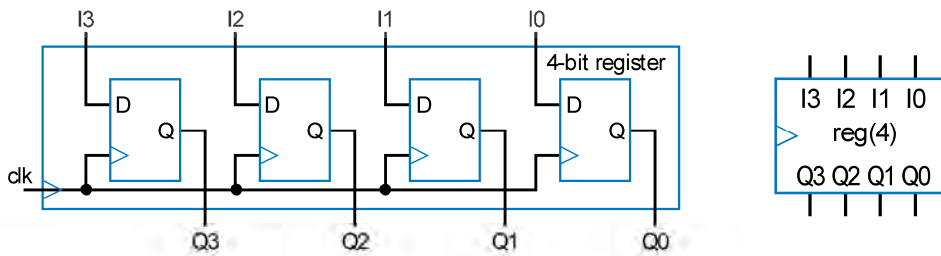 I3 I2 I1 I0
4-bit register
D D D D
Q Q Q Q
clk
Q3 Q2 Q1 Q0
I3 I2 I1 I0
reg(4)
Q3 Q2 Q1 Q0